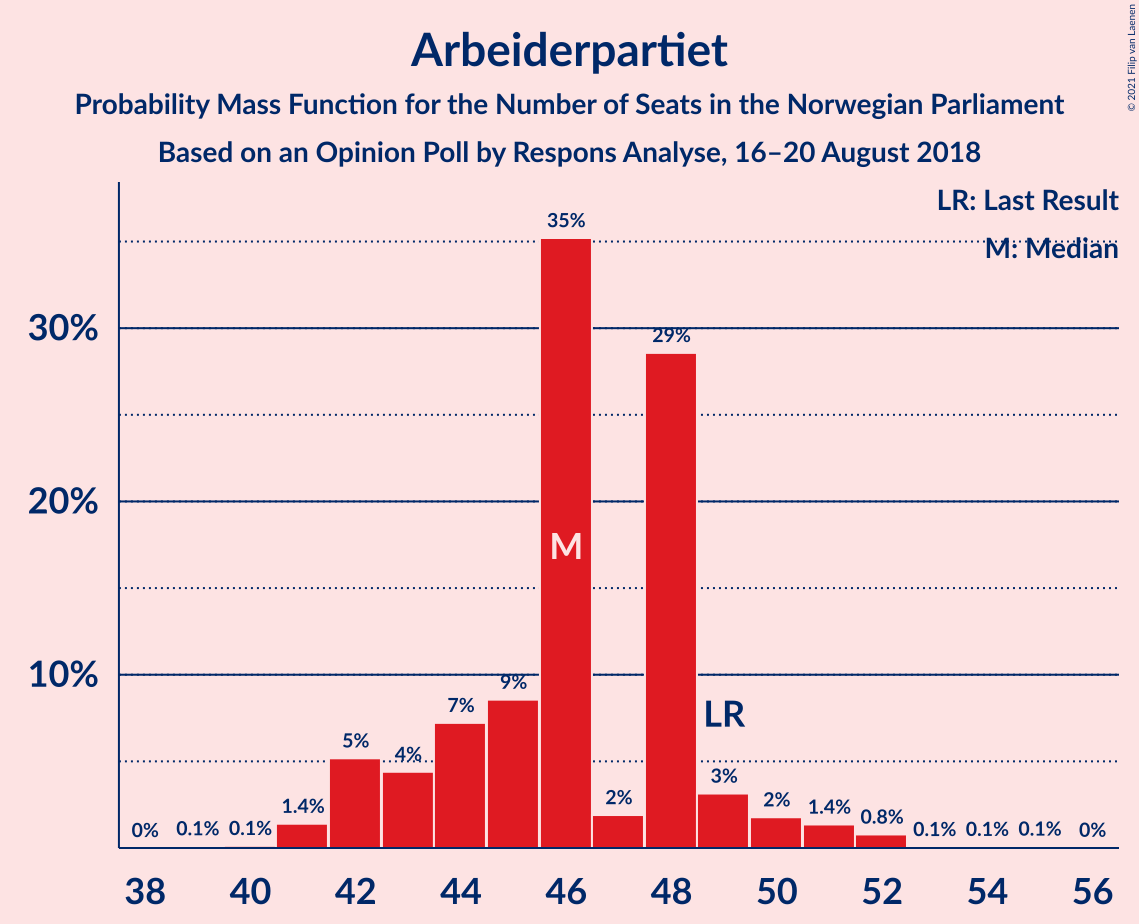 Arbeiderpartiet
Probability Mass Function for the Number of Seats in the Norwegian Parliament
Based on an Opinion Poll by Respons Analyse, 16–20 August 2018
© 2021 Filip van Laenen
LR: Last Result
M: Median
30%
20%
10%
0%
0.1%
0.1%
1.4%
5%
4%
7%
9%
35%
M
2%
29%
LR
3%
2%
1.4%
0.8%
0.1%
0.1%
0.1%
0%
38 40 42 44 46 48 50 52 54 56